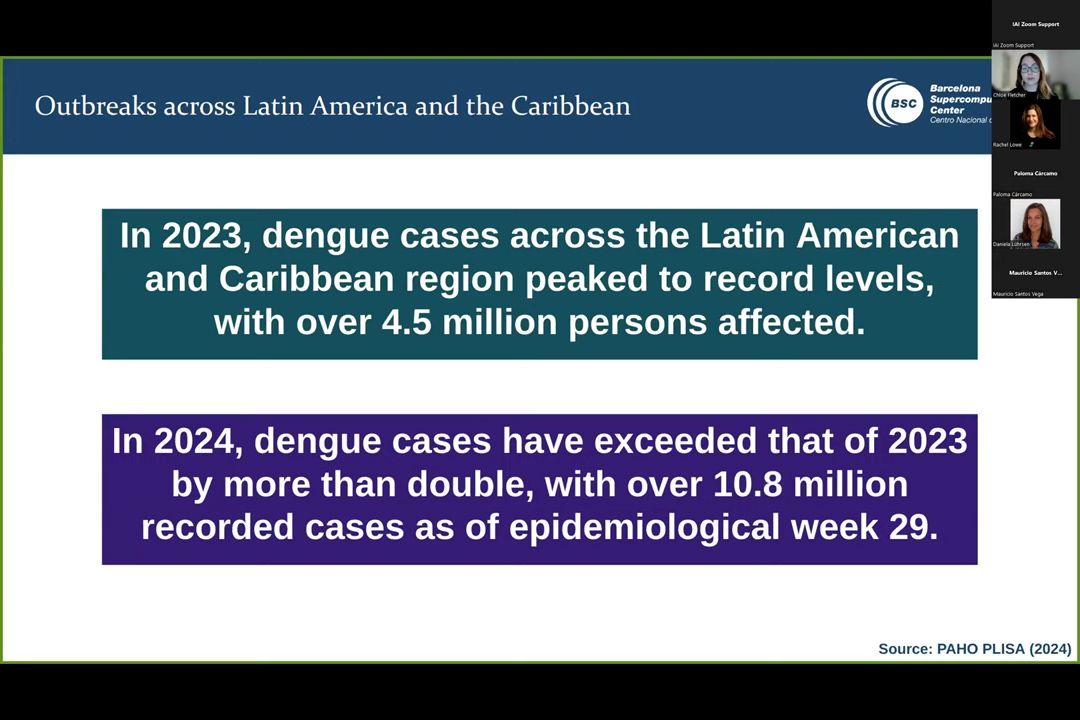 Outbreaks across Latin America and the Caribbean
BSC
Barcelona
Supercompu
Center
Centro Nacional
In 2023, dengue cases across the Latin American
and Caribbean region peaked to record levels,
with over 4.5 million persons affected.
In 2024, dengue cases have exceeded that of 2023
by more than double, with over 10.8 million
recorded cases as of epidemiological week 29.
Source: PAHO PLISA (2024)
IAI Zoom Support
IAI Zoom Support
Chloe Fletcher
Rachel Lowe
Paloma Cárcamo
Paloma Cárcamo
Daniela Lührsen
Mauricio Santos V...
Mauricio Santos Vega